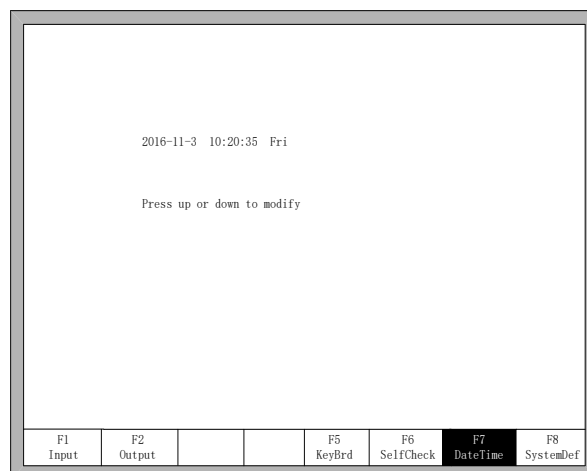 2016-11-3 10:20:35 Fri
Press up or down to modify
F1 F2 F5 F6 F7 F8
Input Output KeyBrd SelfCheck DateTime SystemDef